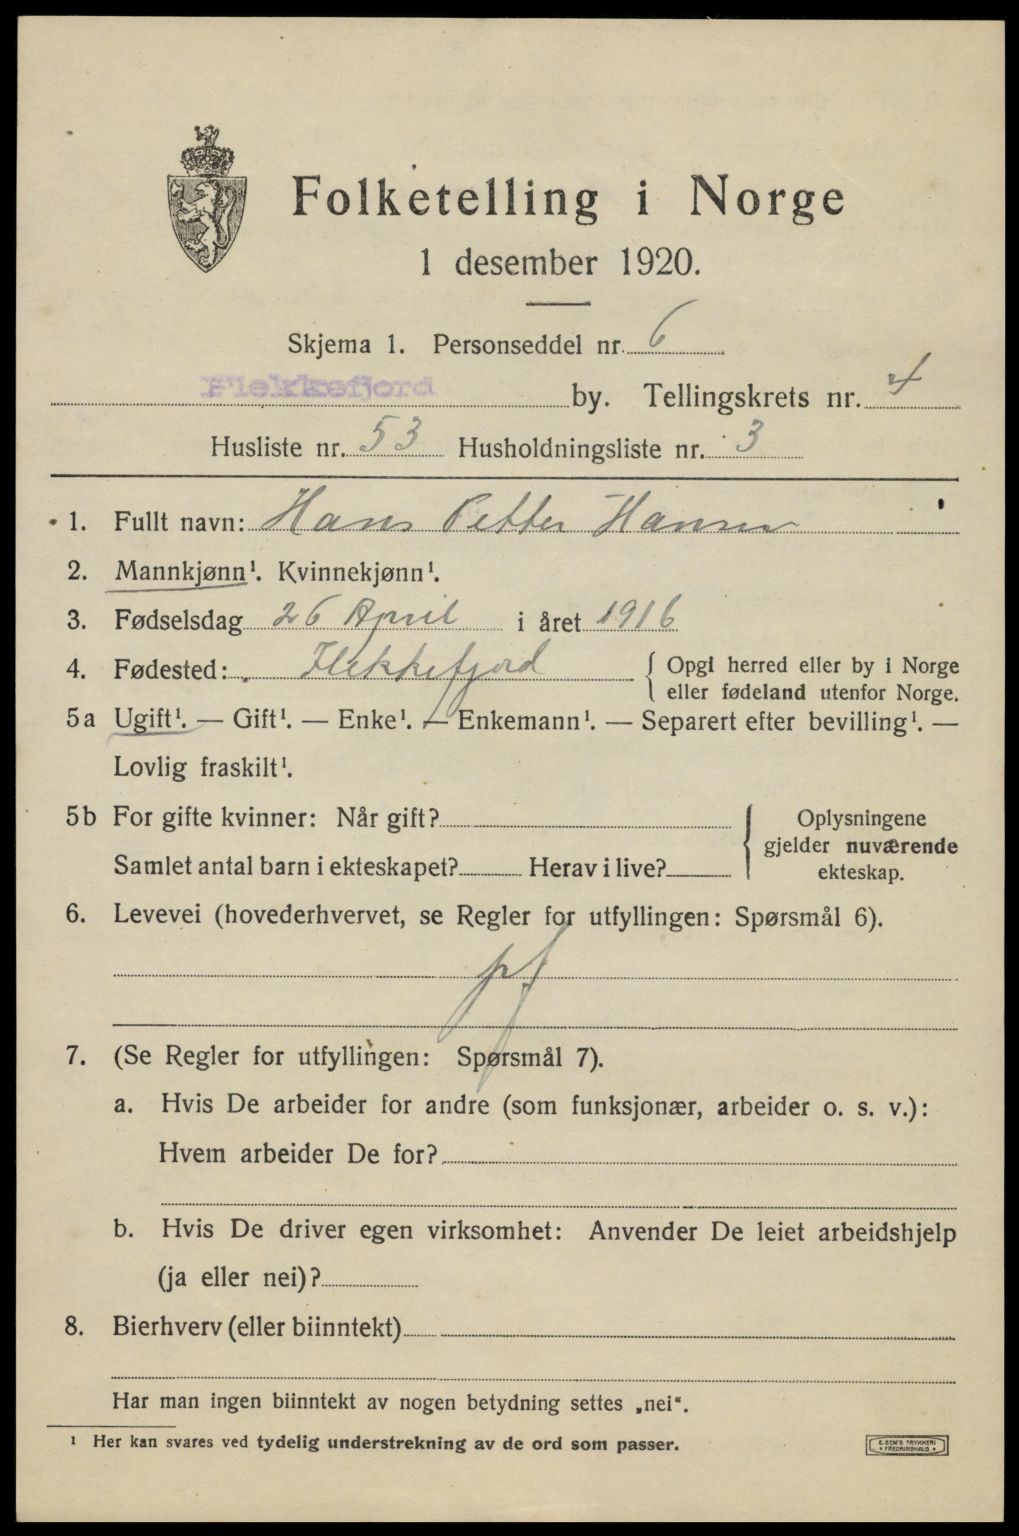 Folketelling i Norge
1 desember 1920.
Skjema 1. Personseddel nr. 6
Flekkefjord by. Tellingskrets nr. 4
Husliste nr. 53 Husholdningsliste nr. 3
1. Fullt navn: Hans Petter Hansen
2. Mannkjønn¹. Kvinnekjønn¹.
3. Fødselsdag 26 April i året 1916
4. Fødested: Flekkefjord { Opgi herred eller by i Norge
eller fødeland utenfor Norge.
5a Ugift¹. — Gift¹. — Enke¹. — Enkemann¹. — Separert efter bevilling¹. —
Lovlig fraskilt¹.
5b For gifte kvinner: Når gift? { Oplysningene
gjelder nuværende
Samlet antal barn i ekteskapet? Herav i live?
ekteskap.
6. Levevei (hovederhvervet, se Regler for utfyllingen: Spørsmål 6).
pf
7. (Se Regler for utfyllingen: Spørsmål 7).
a. Hvis De arbeider for andre (som funksjonær, arbeider o. s. v.):
Hvem arbeider De for?
b. Hvis De driver egen virksomhet: Anvender De leiet arbeidshjelp
(ja eller nei)?
8. Bierhverv (eller biinntekt)
Har man ingen biinntekt av nogen betydning settes „nei“.
¹ Her kan svares ved tydelig understrekning av de ord som passer.
E. SEM'S TRYKKERI
• FREDRIKSHALD •